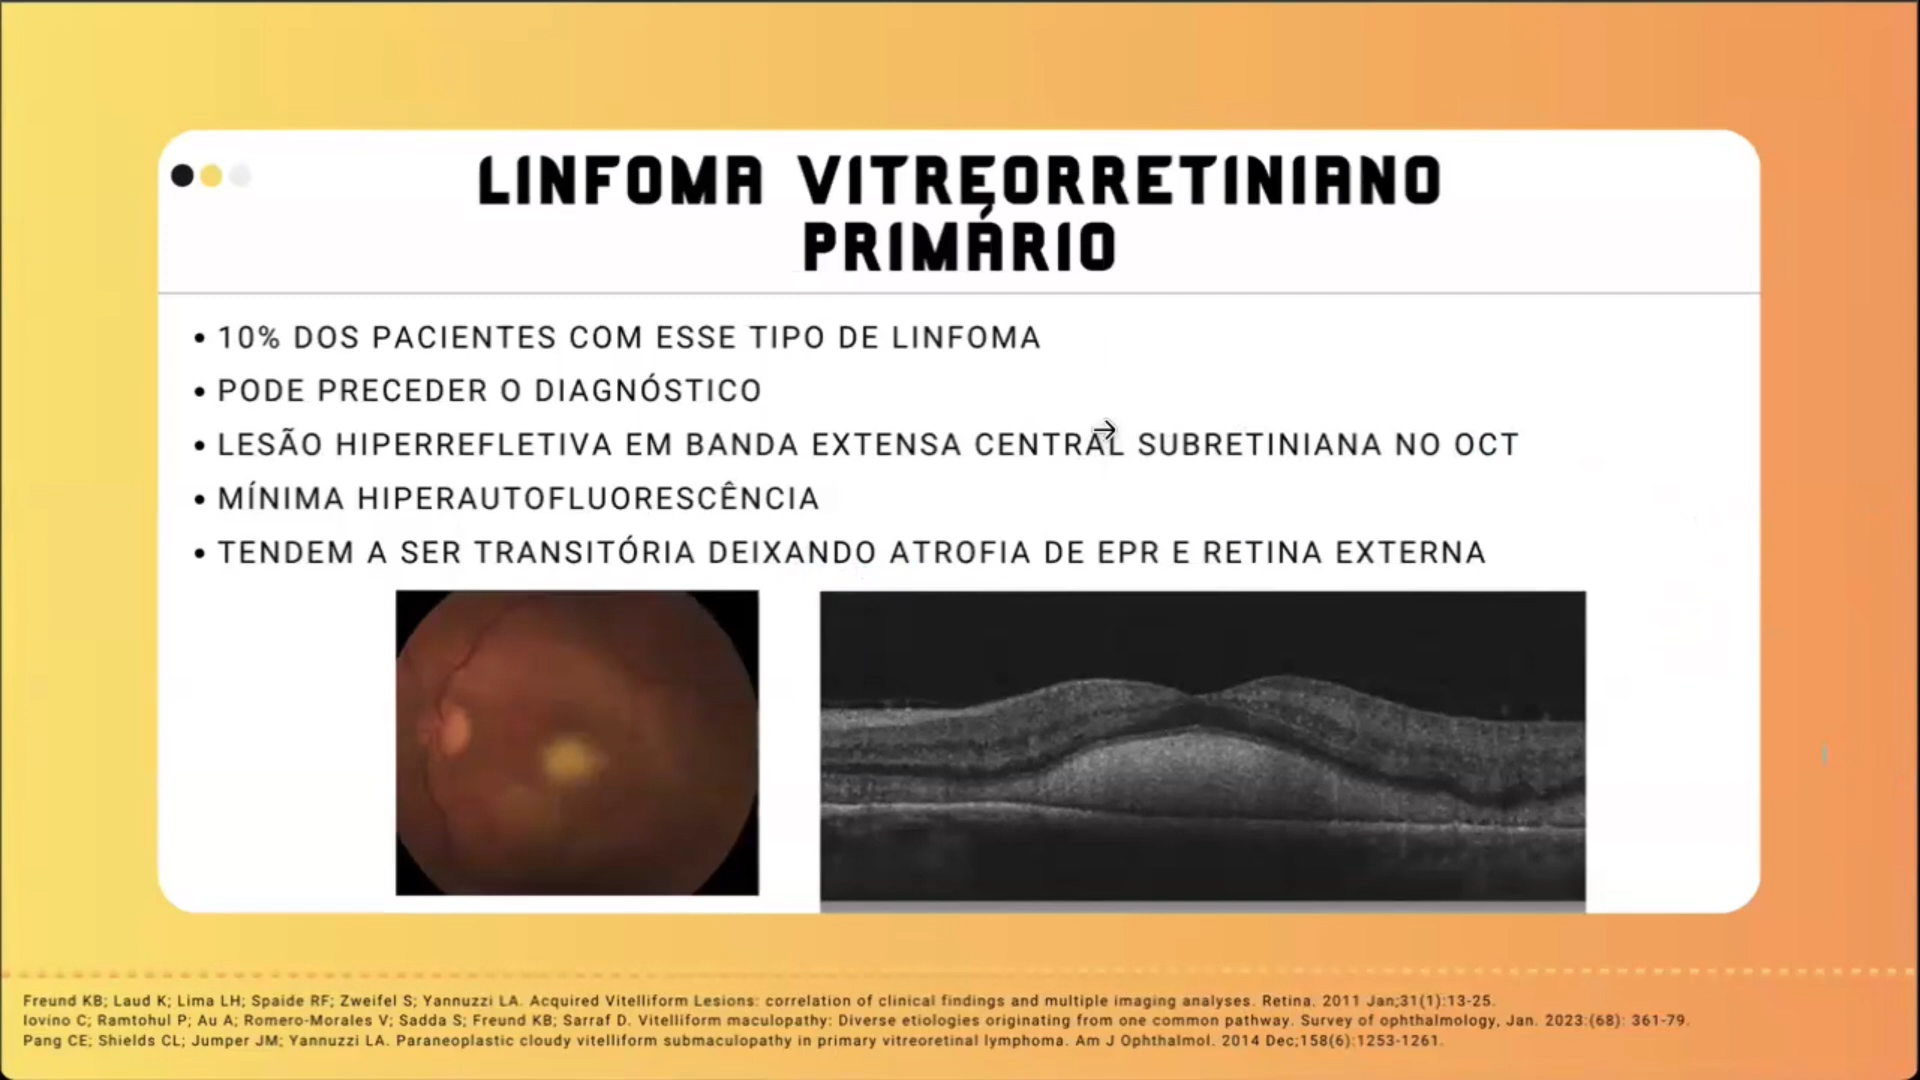 LINFOMA VITREORRETINIANO
PRIMÁRIO
• 10% DOS PACIENTES COM ESSE TIPO DE LINFOMA
• PODE PRECEDER O DIAGNÓSTICO
• LESÃO HIPERREFLETIVA EM BANDA EXTENSA CENTRAL SUBRETINIANA NO OCT
• MÍNIMA HIPERAUTOFLUORESCÊNCIA
• TENDEM A SER TRANSITÓRIA DEIXANDO ATROFIA DE EPR E RETINA EXTERNA
Freund KB; Laud K; Lima LH; Spaide RF; Zweifel S; Yannuzzi LA. Acquired Vitelliform Lesions: correlation of clinical findings and multiple imaging analyses. Retina. 2011 Jan;31(1):13-25.
Iovino C; Ramtohul P; Au A; Romero-Morales V; Sadda S; Freund KB; Sarraf D. Vitelliform maculopathy: Diverse etiologies originating from one common pathway. Survey of ophthalmology, Jan. 2023:(68): 361-79.
Pang CE; Shields CL; Jumper JM; Yannuzzi LA. Paraneoplastic cloudy vitelliform submaculopathy in primary vitreoretinal lymphoma. Am J Ophthalmol. 2014 Dec;158(6):1253-1261.